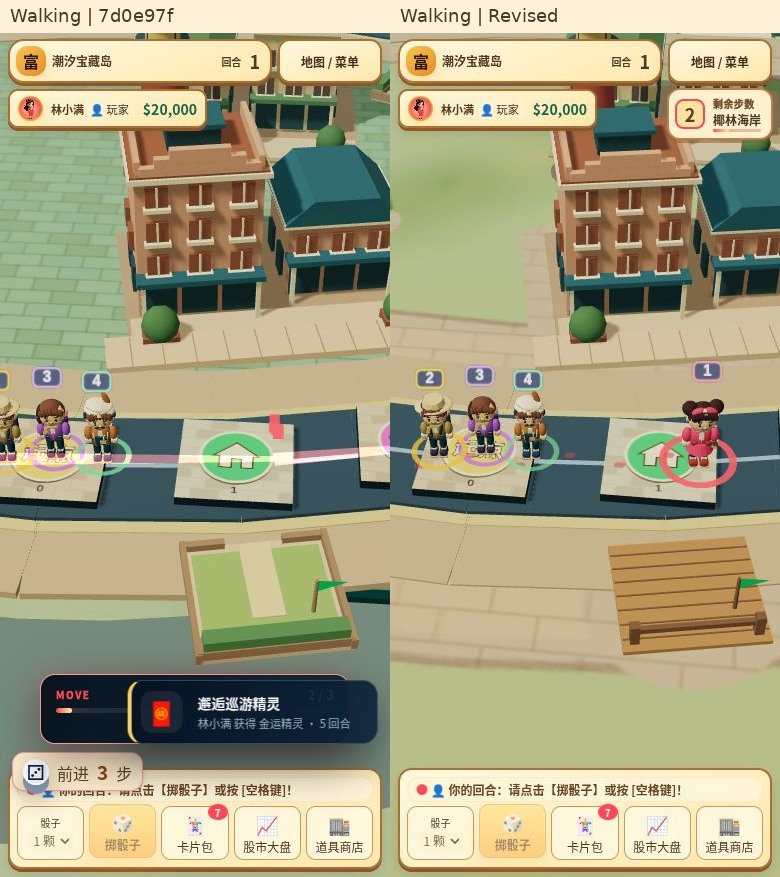 Walking | 7d0e97f
富 潮汐宝藏岛 回合 1 地图 / 菜单
林小满 玩家 $20,000
3 4
0 1
MOVE 2 / 3
邂逅巡游精灵
林小满 获得 金运精灵 · 5 回合
前进 3 步
你的回合：请点击【掷骰子】或按 [空格键]!
骰子
1 颗
掷骰子
7
卡片包
股市大盘
道具商店
Walking | Revised
富 潮汐宝藏岛 回合 1 地图 / 菜单
林小满 玩家 $20,000
2 剩余步数
椰林海岸
2 3 4 1
0 1
你的回合：请点击【掷骰子】或按 [空格键]!
骰子
1 颗
掷骰子
7
卡片包
股市大盘
道具商店